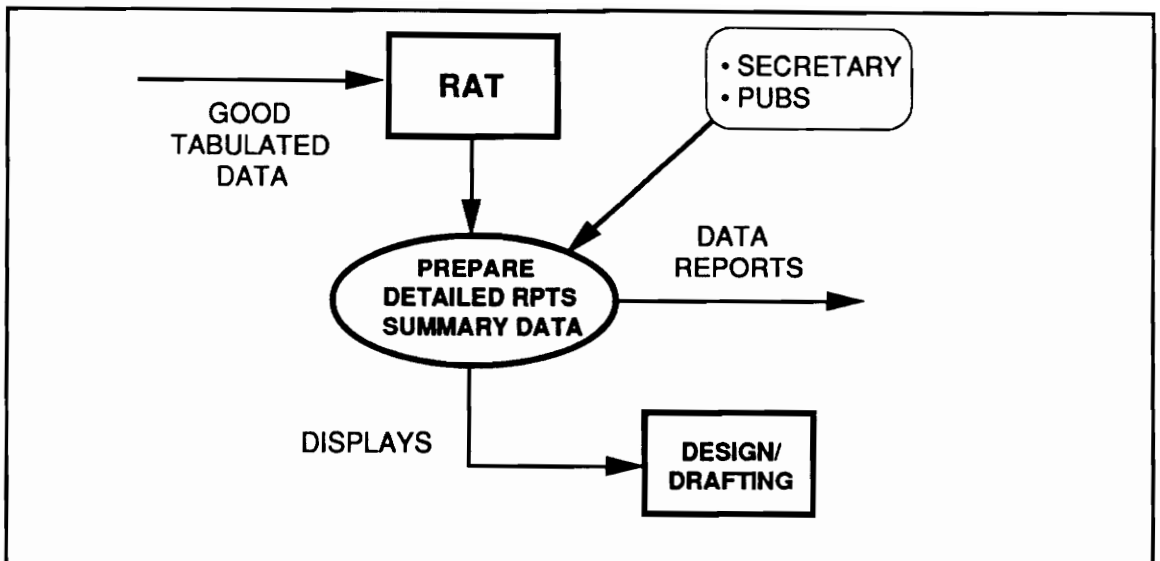 RAT
• SECRETARY
• PUBS
GOOD
TABULATED
DATA
PREPARE
DETAILED RPTS
SUMMARY DATA
DATA
REPORTS
DISPLAYS
DESIGN/
DRAFTING